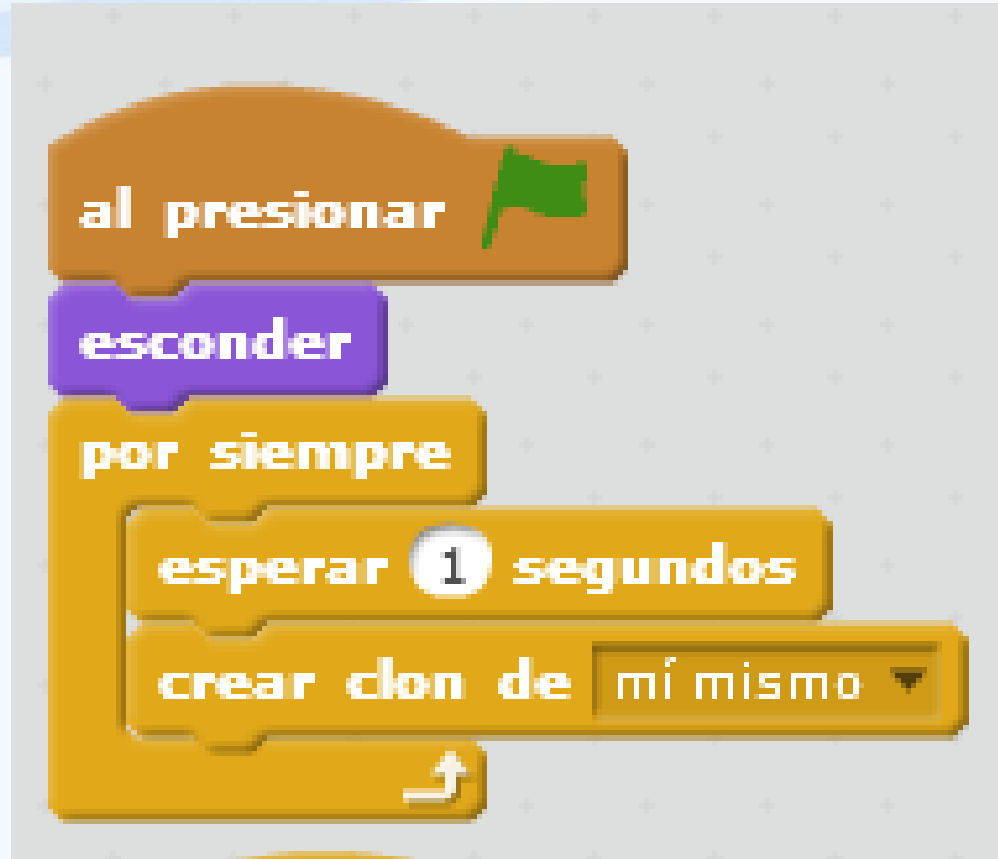 al presionar
esconder
por siempre
esperar 1 segundos
crear clon de mí mismo